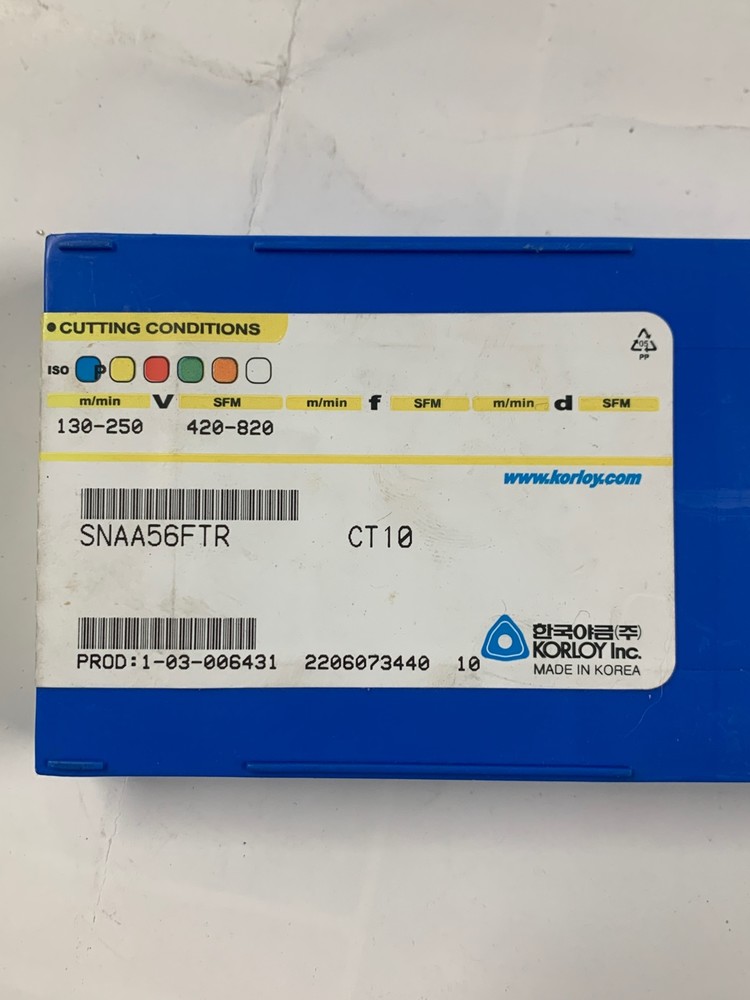 • CUTTING CONDITIONS
05
PP
ISO P
m/min V SFM m/min f SFM m/min d SFM
130-250 420-820
www.korloy.com
SNAA56FTR CT10
한국야금(주)
KORLOY Inc.
PROD:1-03-006431 2206073440 10
MADE IN KOREA